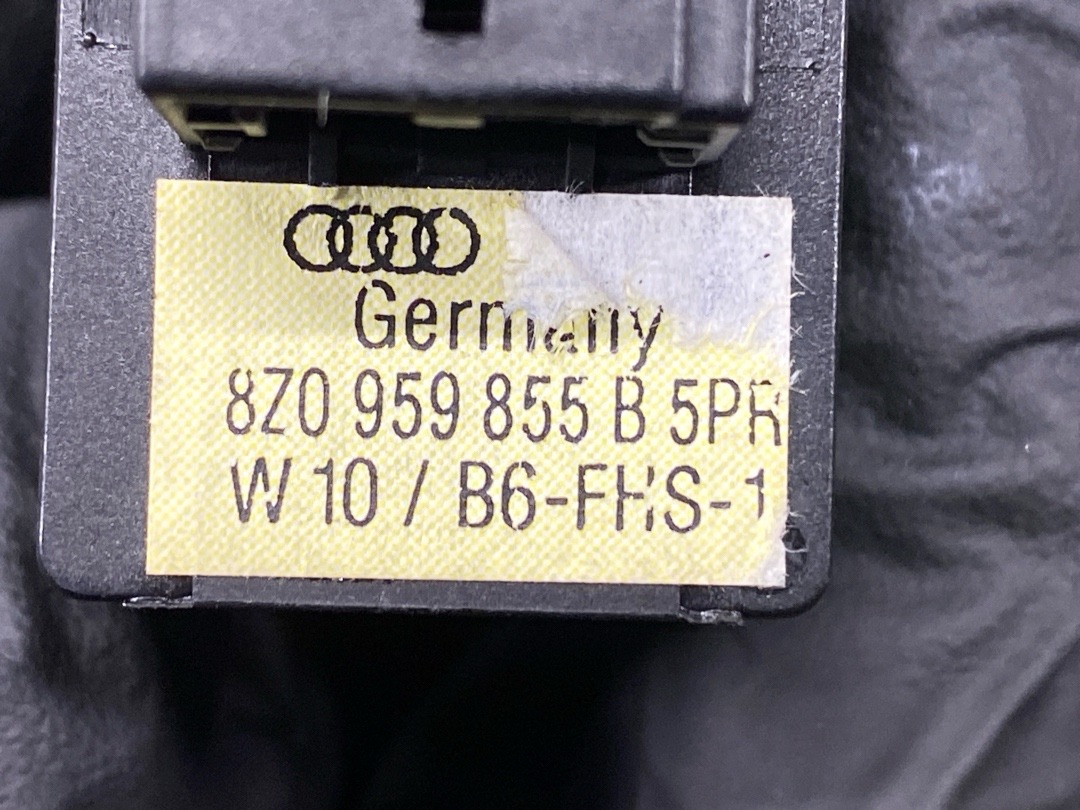 Germany
8Z0 959 855 B 5PR
W 10 / B6-FHS-1